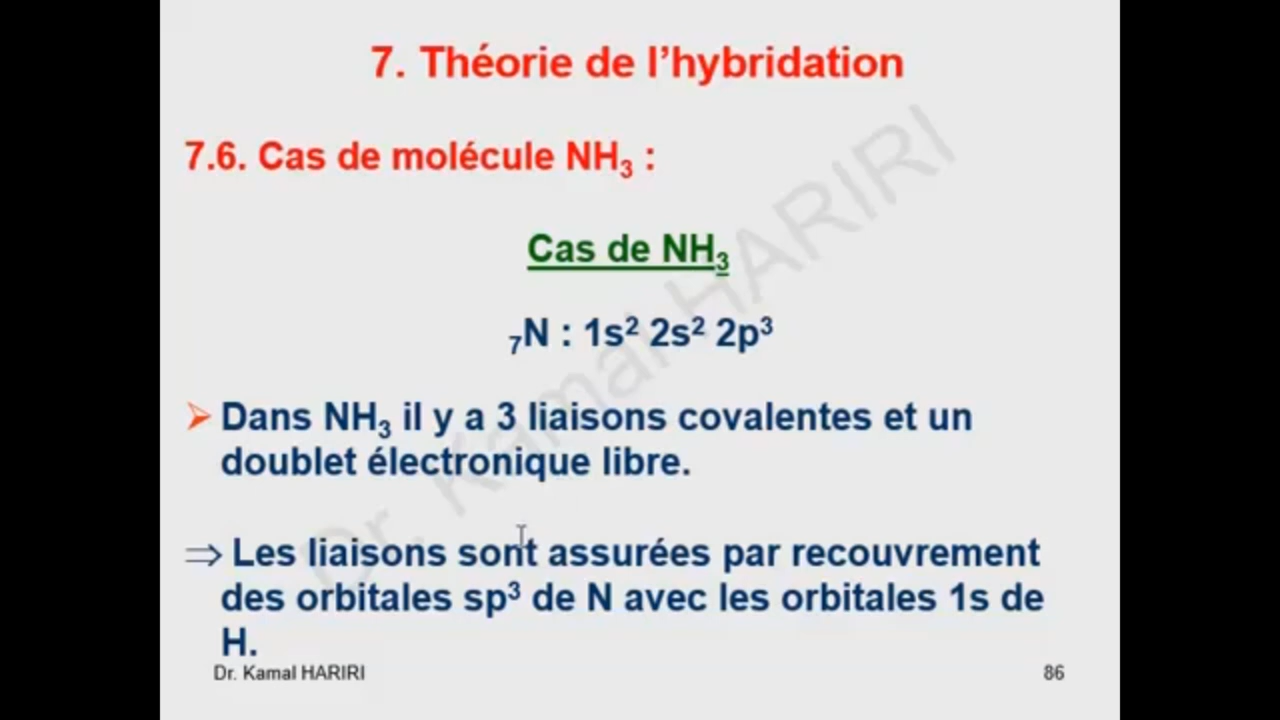 7. Théorie de l’hybridation
7.6. Cas de molécule NH₃ :
Cas de NH₃
₇N : 1s² 2s² 2p³
➢ Dans NH₃ il y a 3 liaisons covalentes et un
doublet électronique libre.
⇒ Les liaisons sont assurées par recouvrement
des orbitales sp³ de N avec les orbitales 1s de
H.
Dr. Kamal HARIRI
Dr. Kamal HARIRI
86